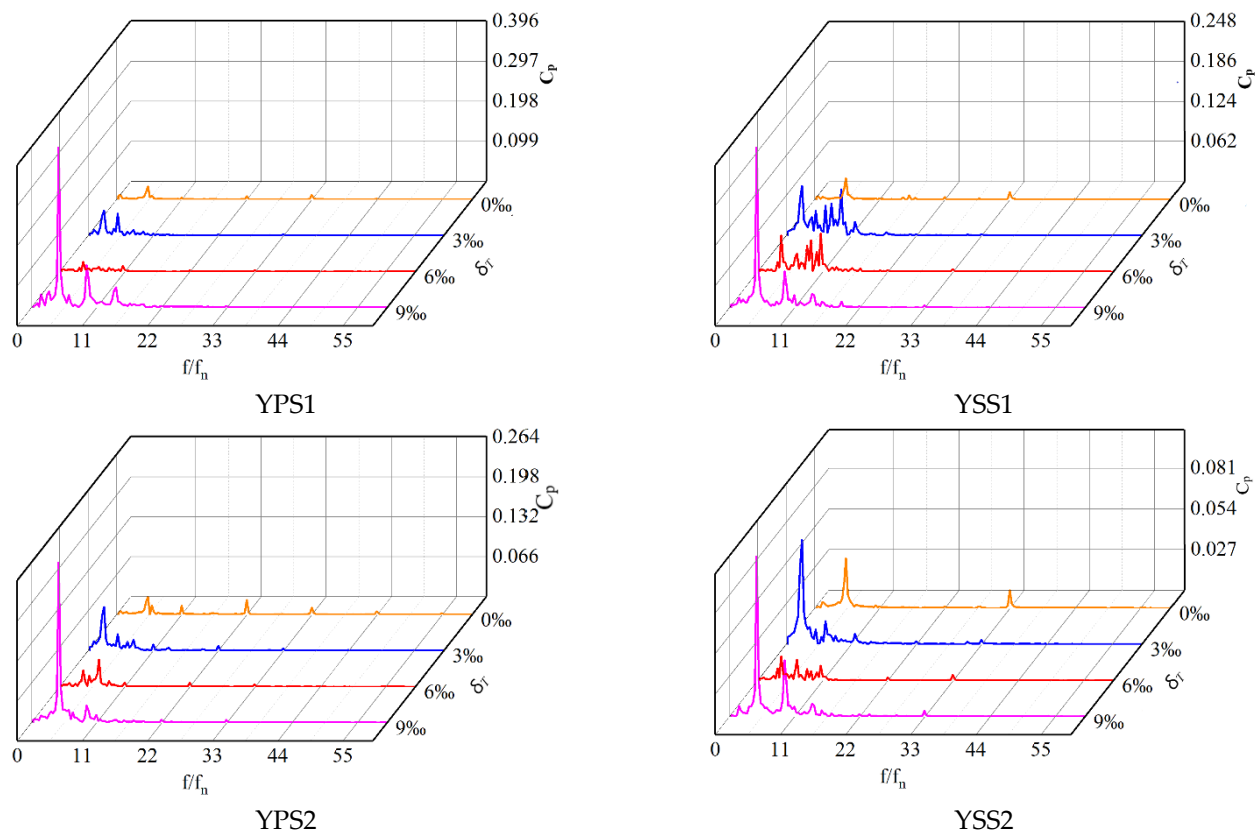 0.396
0.297
0.198
0.099
Cp
0‰
3‰
6‰
9‰
δT
0 11 22 33 44 55
f/fn
YPS1
0.248
0.186
0.124
0.062
Cp
0‰
3‰
6‰
9‰
δT
0 11 22 33 44 55
f/fn
YSS1
0.264
0.198
0.132
0.066
Cp
0‰
3‰
6‰
9‰
δT
0 11 22 33 44 55
f/fn
YPS2
0.081
0.054
0.027
Cp
0‰
3‰
6‰
9‰
δT
0 11 22 33 44 55
f/fn
YSS2